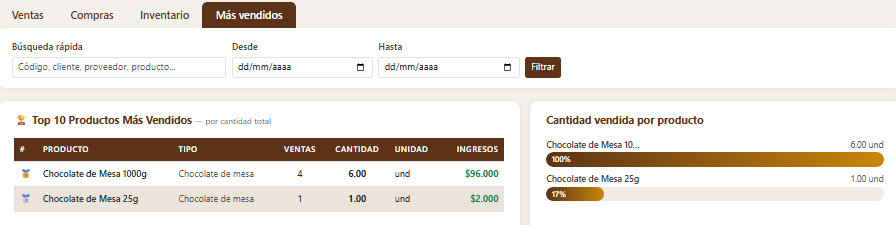 Ventas Compras Inventario Más vendidos
Búsqueda rápida Desde Hasta
Código, cliente, proveedor, producto... dd/mm/aaaa dd/mm/aaaa Filtrar
Top 10 Productos Más Vendidos — por cantidad total
# PRODUCTO TIPO VENTAS CANTIDAD UNIDAD INGRESOS
Chocolate de Mesa 1000g Chocolate de mesa 4 6.00 und $96.000
Chocolate de Mesa 25g Chocolate de mesa 1 1.00 und $2.000
Cantidad vendida por producto
Chocolate de Mesa 10... 6.00 und
100%
Chocolate de Mesa 25g 1.00 und
17%